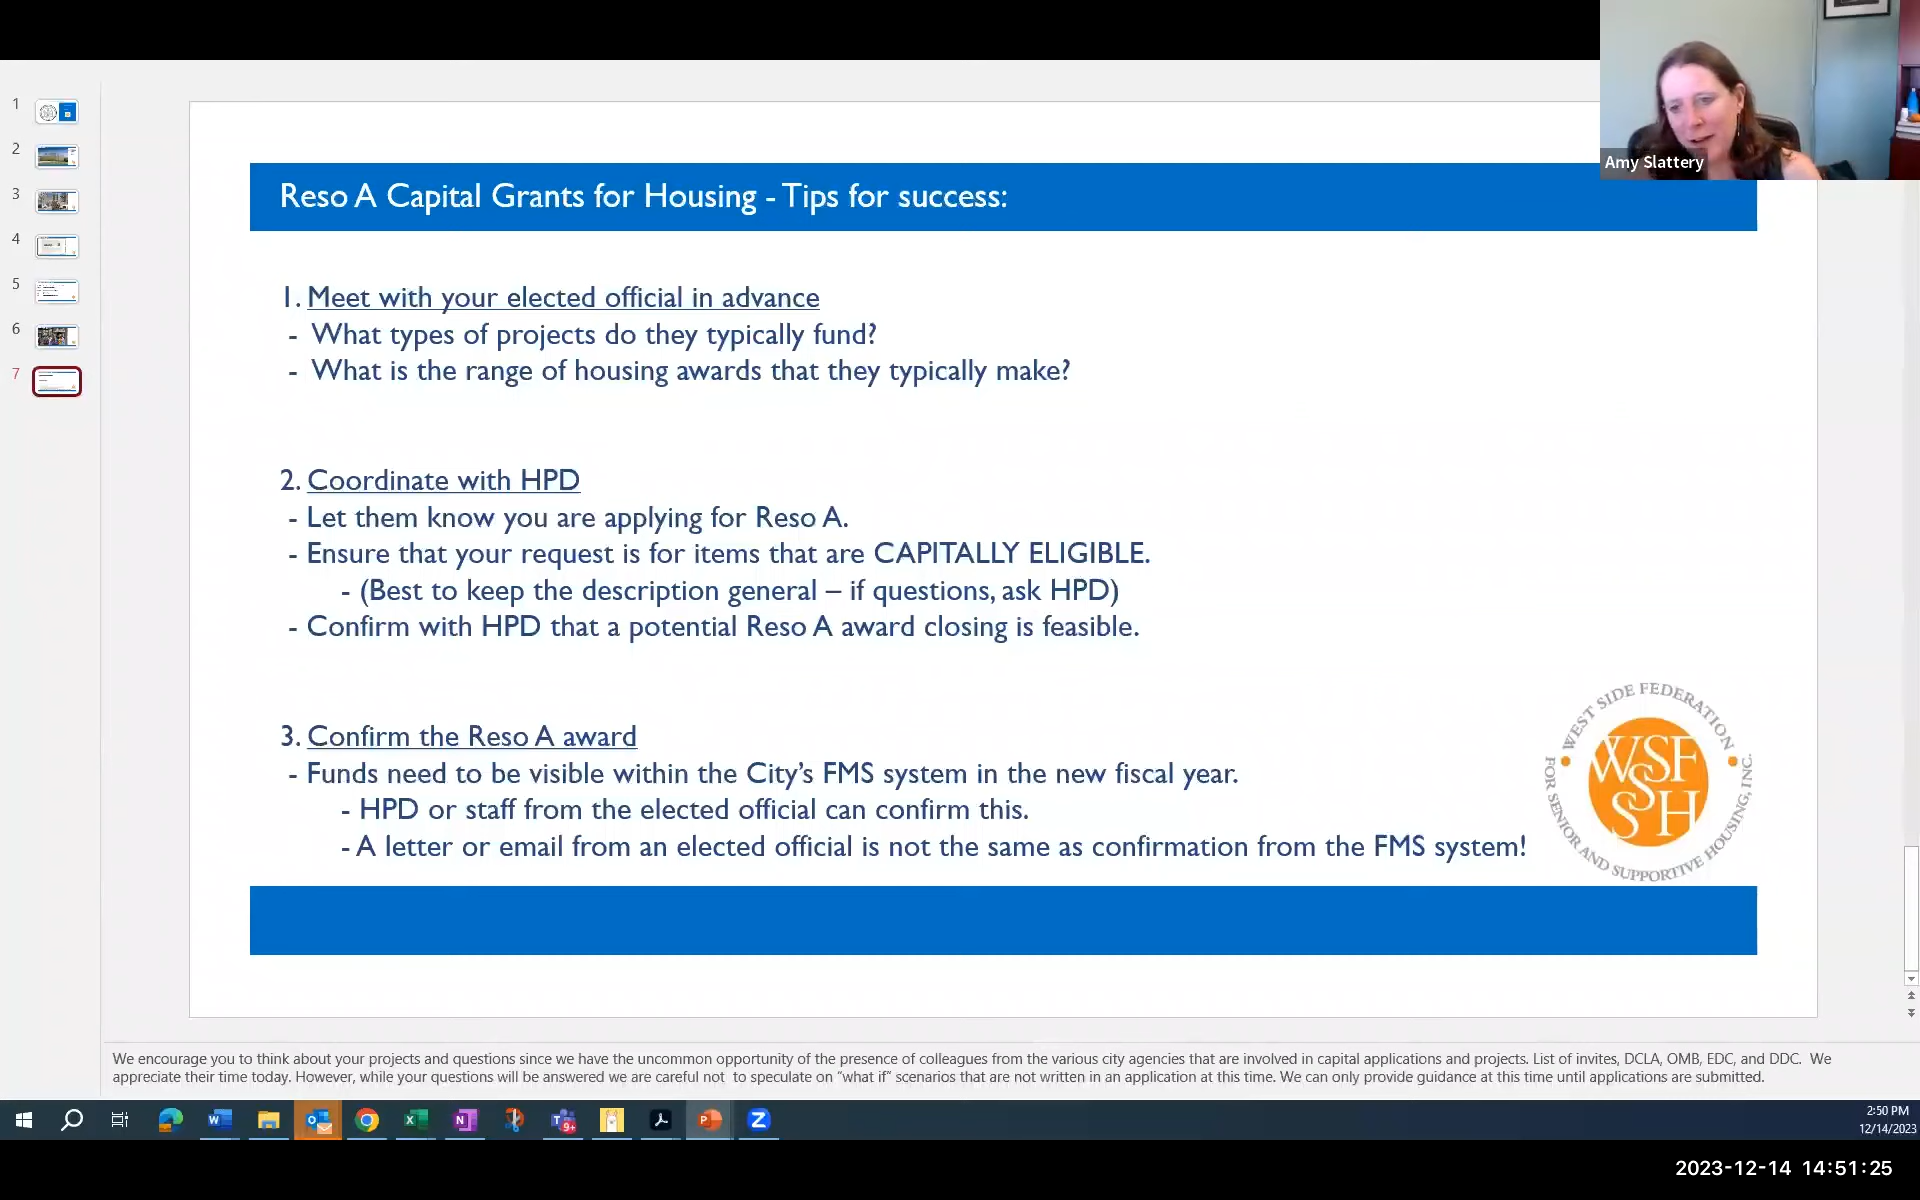 Amy Slattery
1
2
3
4
5
6
7
Reso A Capital Grants for Housing - Tips for success:
1. Meet with your elected official in advance
- What types of projects do they typically fund?
- What is the range of housing awards that they typically make?
2. Coordinate with HPD
- Let them know you are applying for Reso A.
- Ensure that your request is for items that are CAPITALLY ELIGIBLE.
- (Best to keep the description general – if questions, ask HPD)
- Confirm with HPD that a potential Reso A award closing is feasible.
3. Confirm the Reso A award
- Funds need to be visible within the City’s FMS system in the new fiscal year.
- HPD or staff from the elected official can confirm this.
- A letter or email from an elected official is not the same as confirmation from the FMS system!
WEST SIDE FEDERATION
FOR SENIOR AND SUPPORTIVE HOUSING, INC.
WSF
S
SH
We encourage you to think about your projects and questions since we have the uncommon opportunity of the presence of colleagues from the various city agencies that are involved in capital applications and projects. List of invites, DCLA, OMB, EDC, and DDC. We
appreciate their time today. However, while your questions will be answered we are careful not to speculate on “what if” scenarios that are not written in an application at this time. We can only provide guidance at this time until applications are submitted.
2:50 PM
12/14/2023
2023-12-14 14:51:25